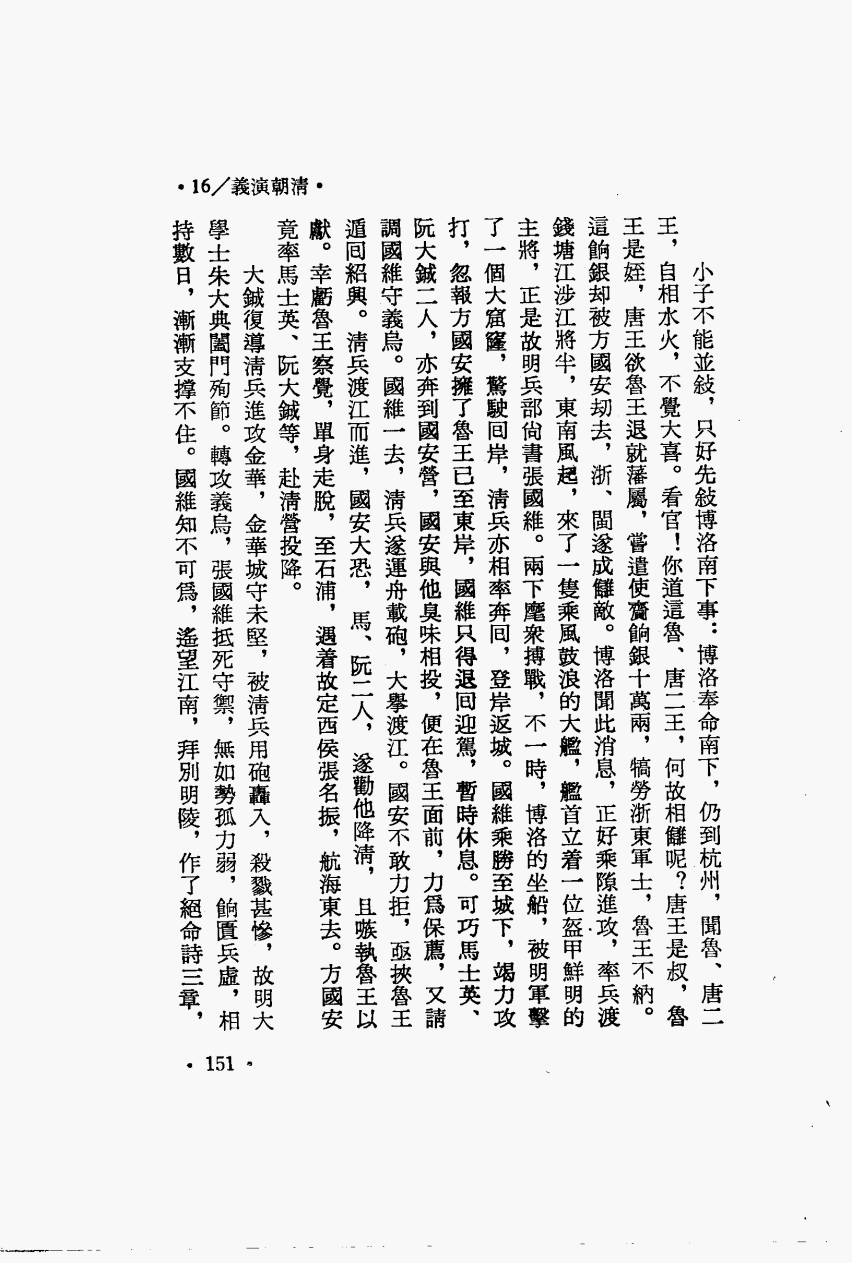 •16/義演朝清•
小子不能並敍，只好先敍博洛南下事：博洛奉命南下，仍到杭州，聞魯、唐二
王，自相水火，不覺大喜。看官！你道這魯、唐二王，何故相讎呢？唐王是叔，魯
王是姪，唐王欲魯王退就藩屬，嘗遣使齎餉銀十萬兩，犒勞浙東軍士，魯王不納。
這餉銀却被方國安刧去，浙、閩遂成讎敵。博洛聞此消息，正好乘隙進攻，率兵渡
錢塘江涉江將半，東南風起，來了一隻乘風鼓浪的大艦，艦首立着一位盔甲鮮明的
主將，正是故明兵部尙書張國維。兩下麾衆搏戰，不一時，博洛的坐船，被明軍擊
了一個大窟窿，驚駛囘岸，淸兵亦相率奔囘，登岸返城。國維乘勝至城下，竭力攻
打，忽報方國安擁了魯王已至東岸，國維只得退囘迎駕，暫時休息。可巧馬士英、
阮大鋮二人，亦奔到國安營，國安與他臭味相投，便在魯王面前，力爲保薦，又請
調國維守義烏。國維一去，淸兵遂運舟載砲，大擧渡江。國安不敢力拒，亟挾魯王
遁囘紹興。淸兵渡江而進，國安大恐，馬、阮二人，遂勸他降淸，且嗾執魯王以
獻。幸虧魯王察覺，單身走脫，至石浦，遇着故定西侯張名振，航海東去。方國安
竟率馬士英、阮大鋮等，赴淸營投降。
大鋮復導淸兵進攻金華，金華城守未堅，被淸兵用砲轟入，殺戮甚慘，故明大
學士朱大典闔門殉節。轉攻義烏，張國維抵死守禦，無如勢孤力弱，餉匱兵虛，相
持數日，漸漸支撐不住。國維知不可爲，遙望江南，拜別明陵，作了絕命詩三章，
•151•